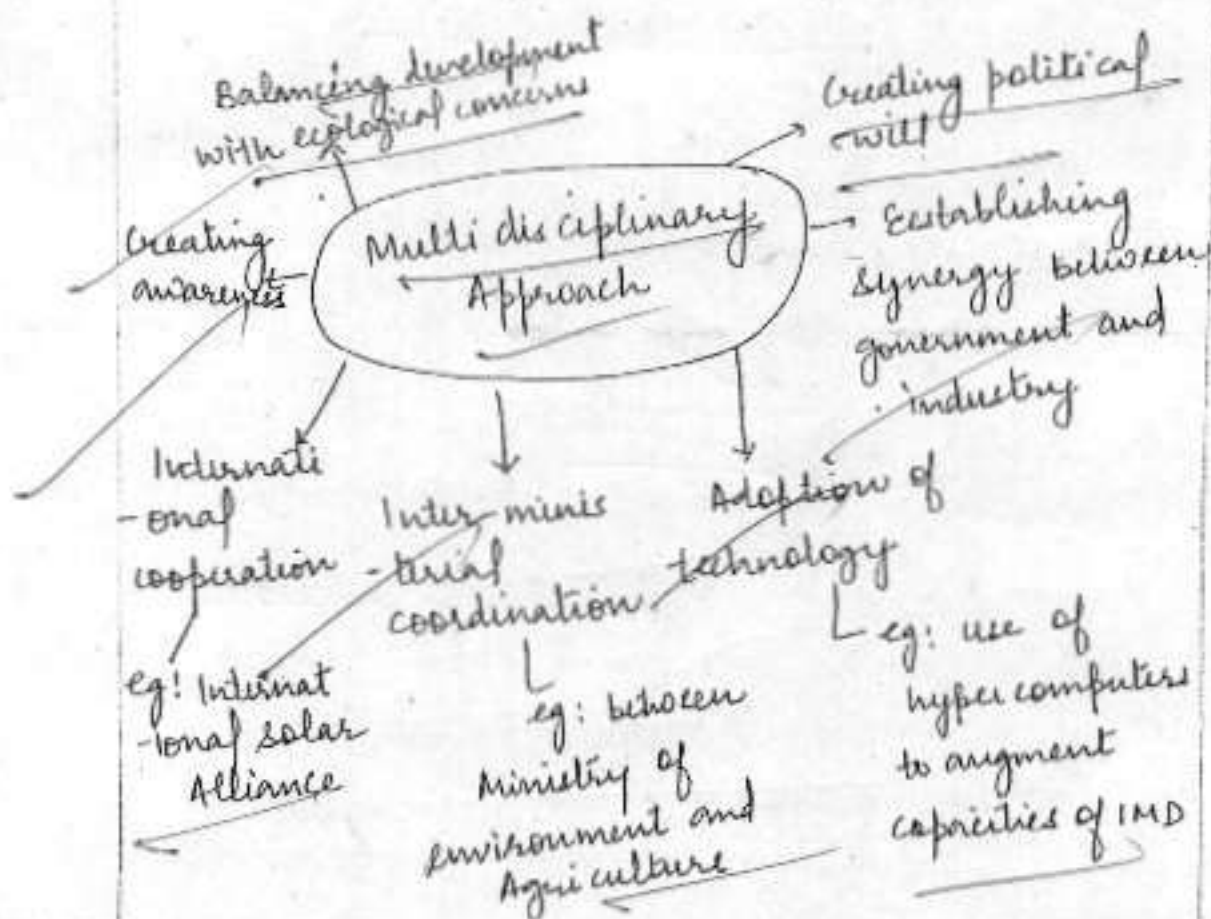 Balancing development
with ecological concerns
Creating political
will
Multi disciplinary
Approach
Creating
awareness
Establishing
synergy between
government and
industry
Internati
-onal
cooperation
eg: Internat
-ional solar
Alliance
Inter-minis
-terial
coordination
eg: between
Ministry of
environment and
Agriculture
Adoption of
technology
eg: use of
hyper computers
to augment
capacities of IMD